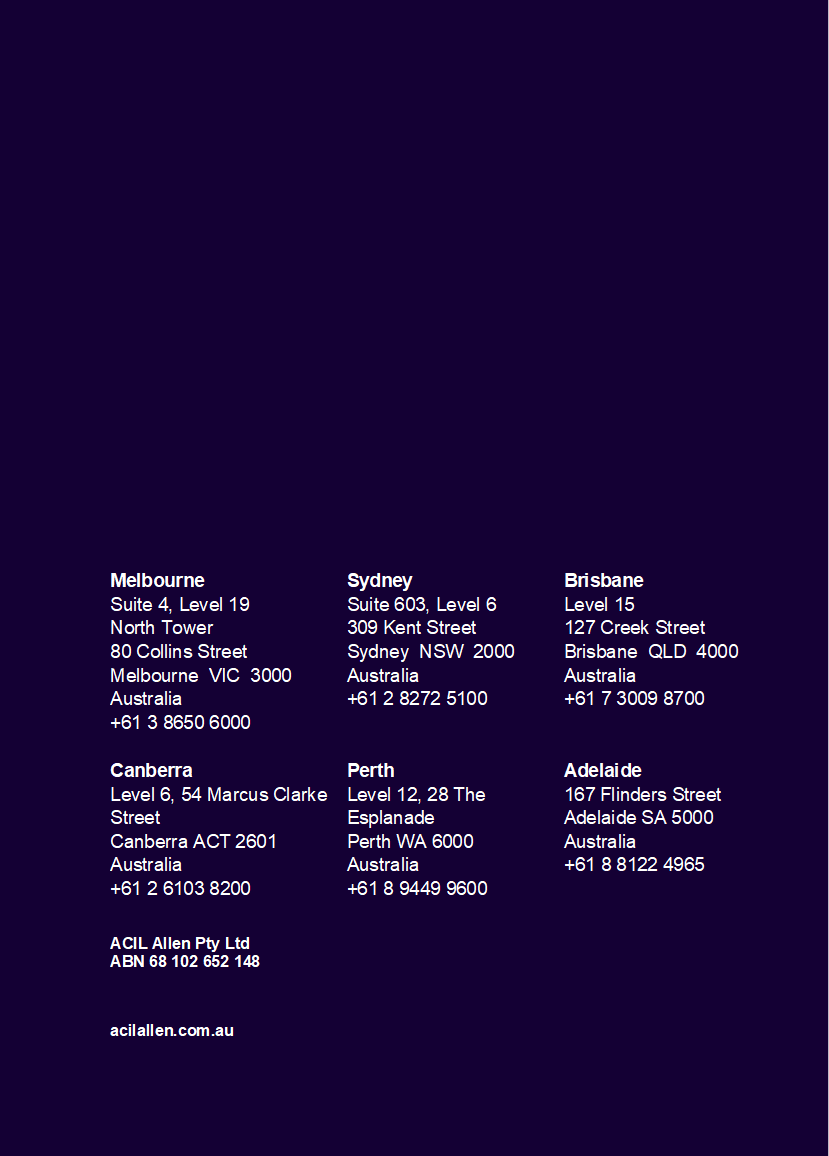 Melbourne
Suite 4, Level 19
North Tower
80 Collins Street
Melbourne  VIC  3000
Australia
+61 3 8650 6000
Sydney
Suite 603, Level 6
309 Kent Street
Sydney  NSW  2000
Australia
+61 2 8272 5100
Brisbane
Level 15
127 Creek Street
Brisbane  QLD  4000
Australia
+61 7 3009 8700
Canberra
Level 6, 54 Marcus Clarke
Street
Canberra ACT 2601
Australia
+61 2 6103 8200
Perth
Level 12, 28 The
Esplanade
Perth WA 6000
Australia
+61 8 9449 9600
Adelaide
167 Flinders Street
Adelaide SA 5000
Australia
+61 8 8122 4965
ACIL Allen Pty Ltd
ABN 68 102 652 148
acilallen.com.au